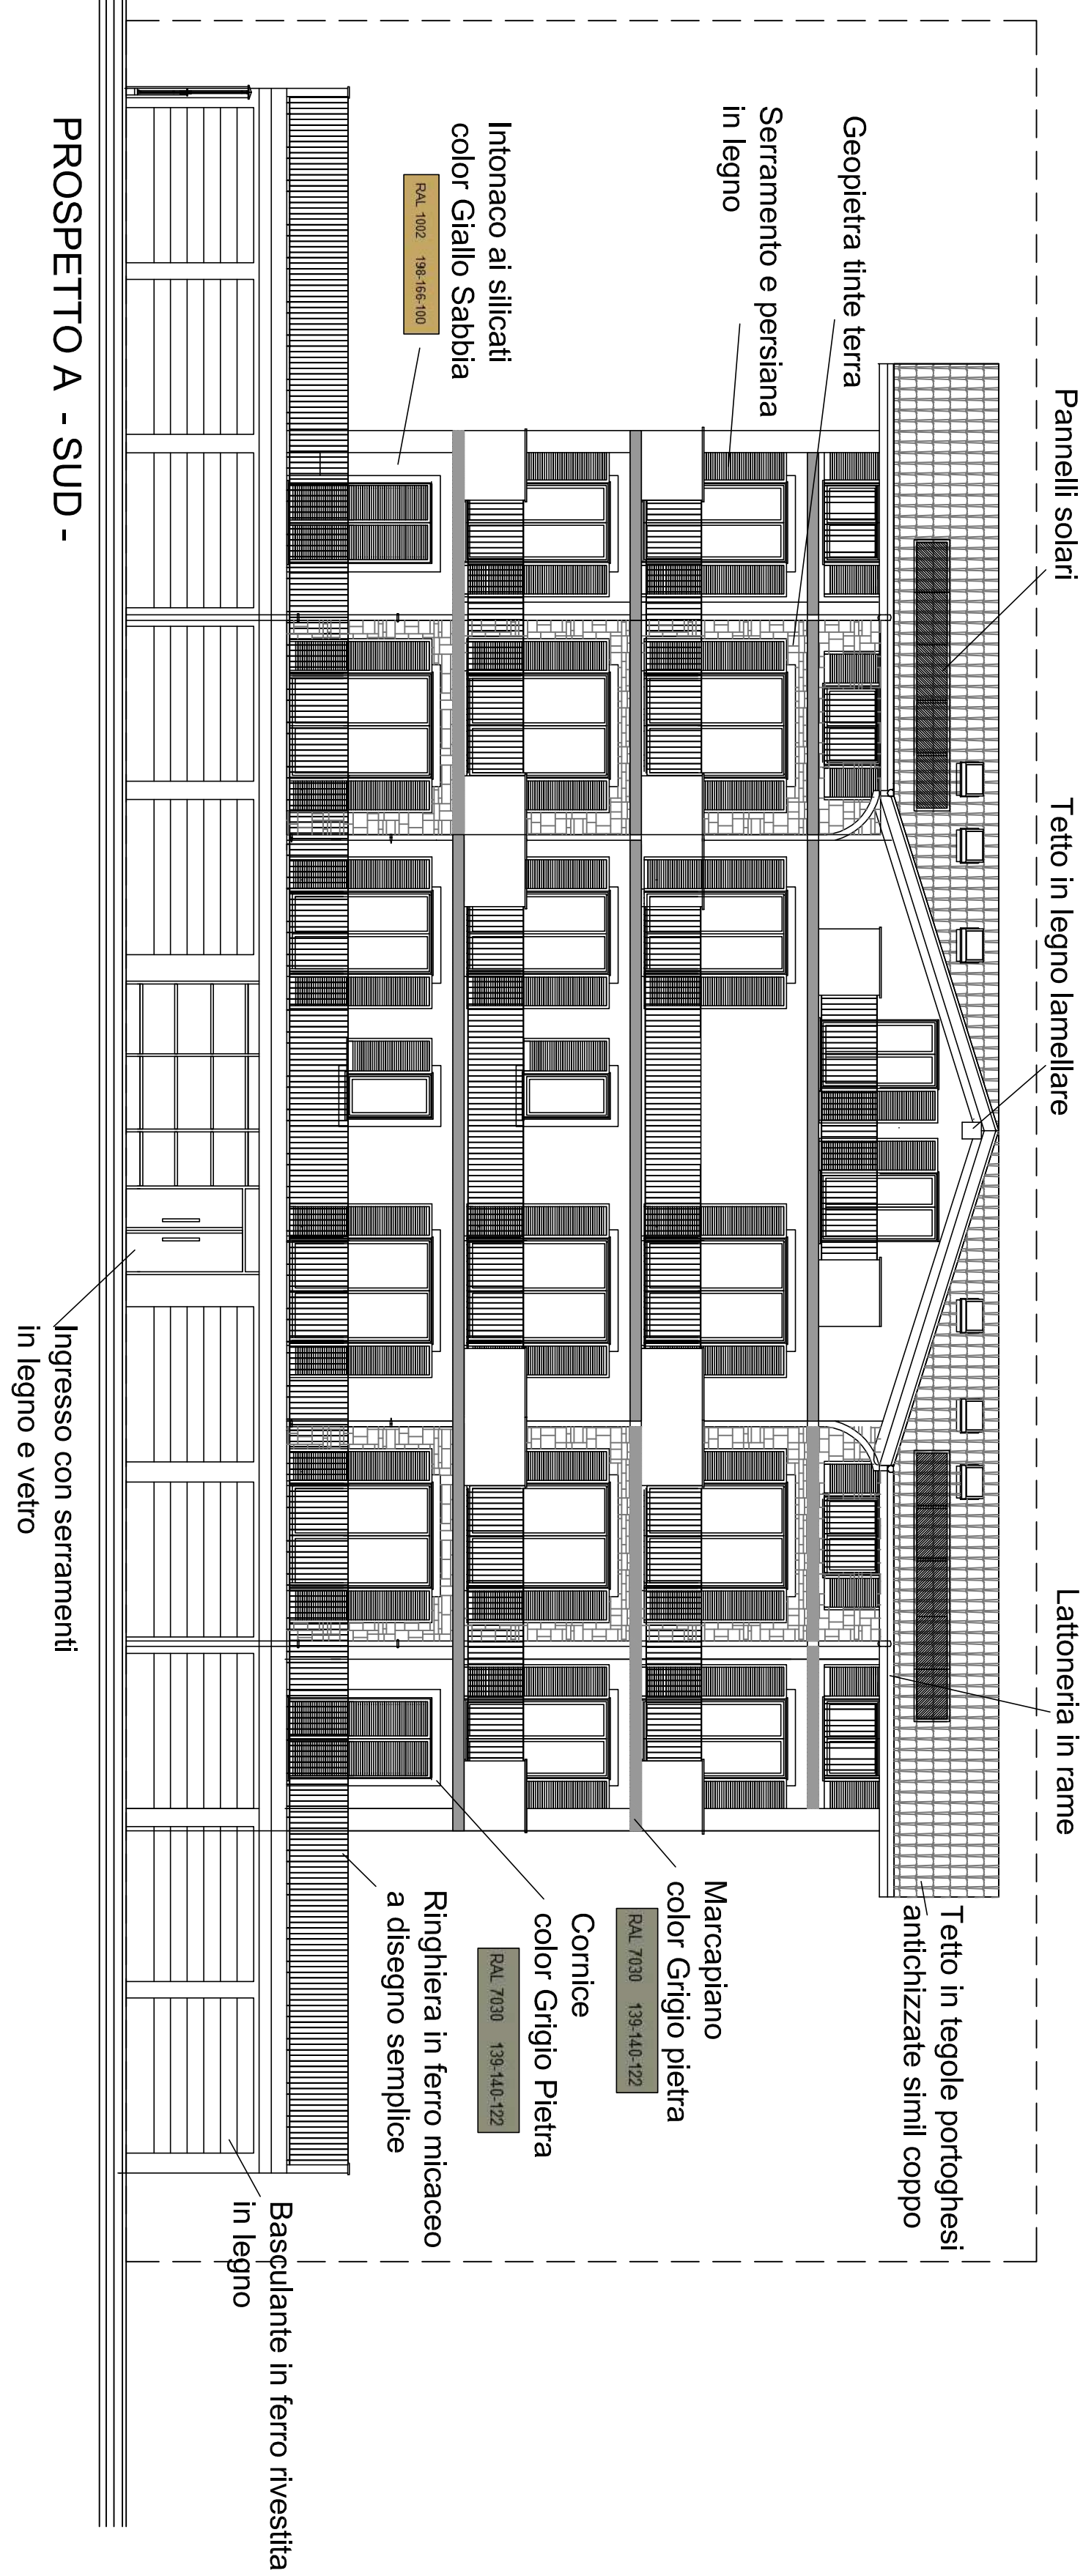 Pannelli solari
Tetto in legno lamellare
Lattoneria in rame
Tetto in tegole portoghesi
antichizzate simil coppo
Geopietra tinte terra
Serramento e persiana
in legno
Intonaco ai silicati
color Giallo Sabbia
RAL 1002 198-166-100
Marcapiano
color Grigio pietra
RAL 7030 139-140-122
Cornice
color Grigio Pietra
RAL 7030 139-140-122
Ringhiera in ferro micaceo
a disegno semplice
Basculante in ferro rivestita
in legno
Ingresso con serramenti
in legno e vetro
PROSPETTO A - SUD -